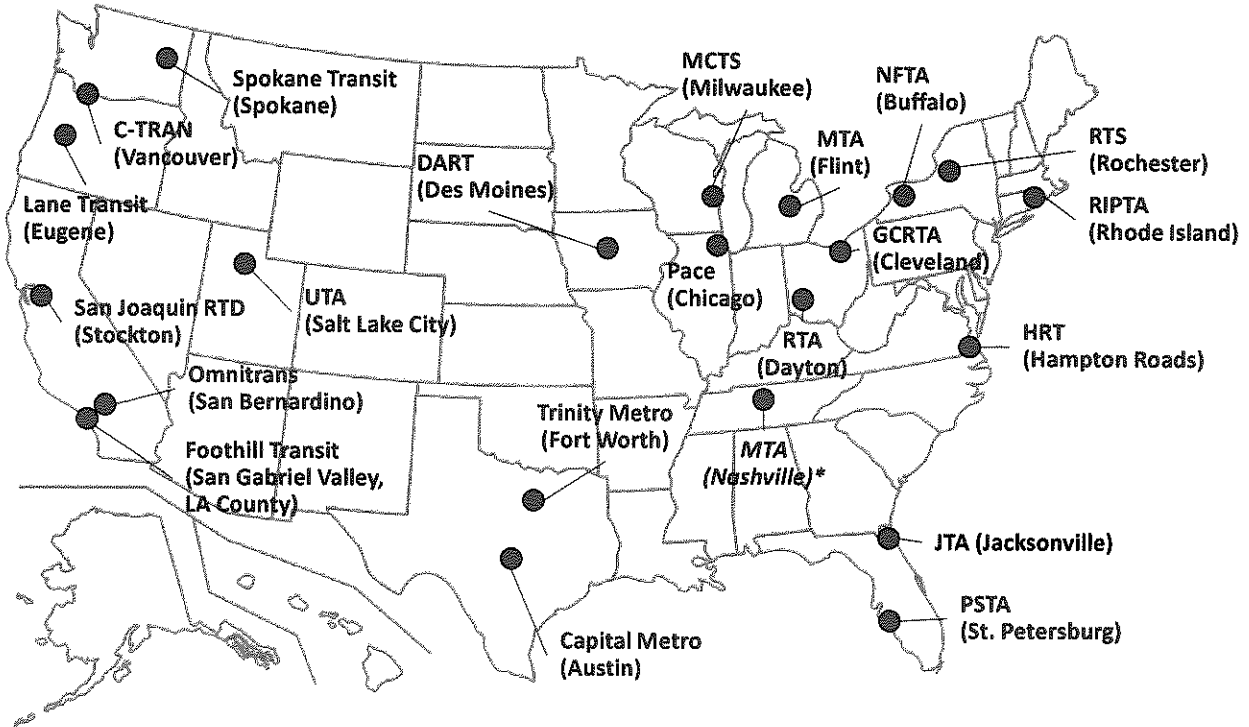 Spokane Transit
(Spokane)
C-TRAN
(Vancouver)
Lane Transit
(Eugene)
San Joaquin RTD
(Stockton)
UTA
(Salt Lake City)
Omnitrans
(San Bernardino)
Foothill Transit
(San Gabriel Valley,
LA County)
DART
(Des Moines)
MCTS
(Milwaukee)
MTA
(Flint)
Pace
(Chicago)
GCRTA
(Cleveland)
RTA
(Dayton)
NFTA
(Buffalo)
RTS
(Rochester)
RIPTA
(Rhode Island)
HRT
(Hampton Roads)
Trinity Metro
(Fort Worth)
MTA
(Nashville)*
Capital Metro
(Austin)
JTA (Jacksonville)
PSTA
(St. Petersburg)